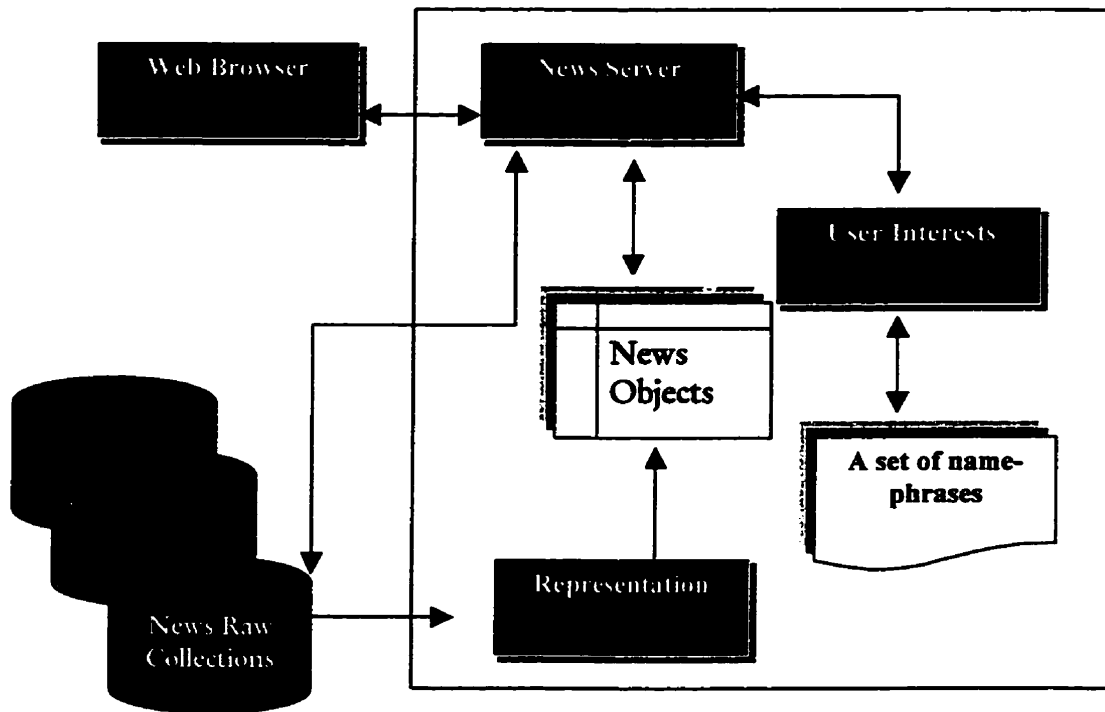 Web Browser
News Server
User Interests
News
Objects
A set of name-
phrases
Representation
News Raw
Collections